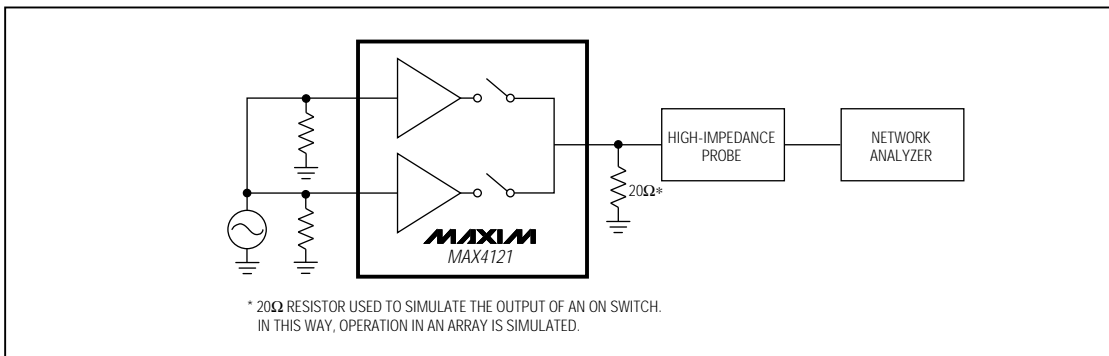 HIGH-IMPEDANCE
PROBE
NETWORK
ANALYZER
20Ω*
MAXIM
MAX4121
* 20Ω RESISTOR USED TO SIMULATE THE OUTPUT OF AN ON SWITCH.
IN THIS WAY, OPERATION IN AN ARRAY IS SIMULATED.